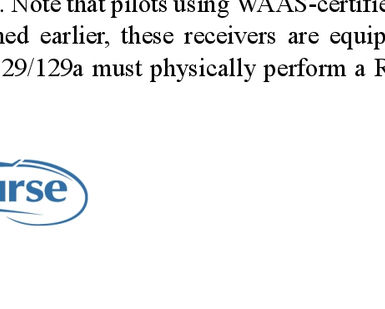 . Note that pilots using WAAS-certifie
ned earlier, these receivers are equip
29/129a must physically perform a R
urse